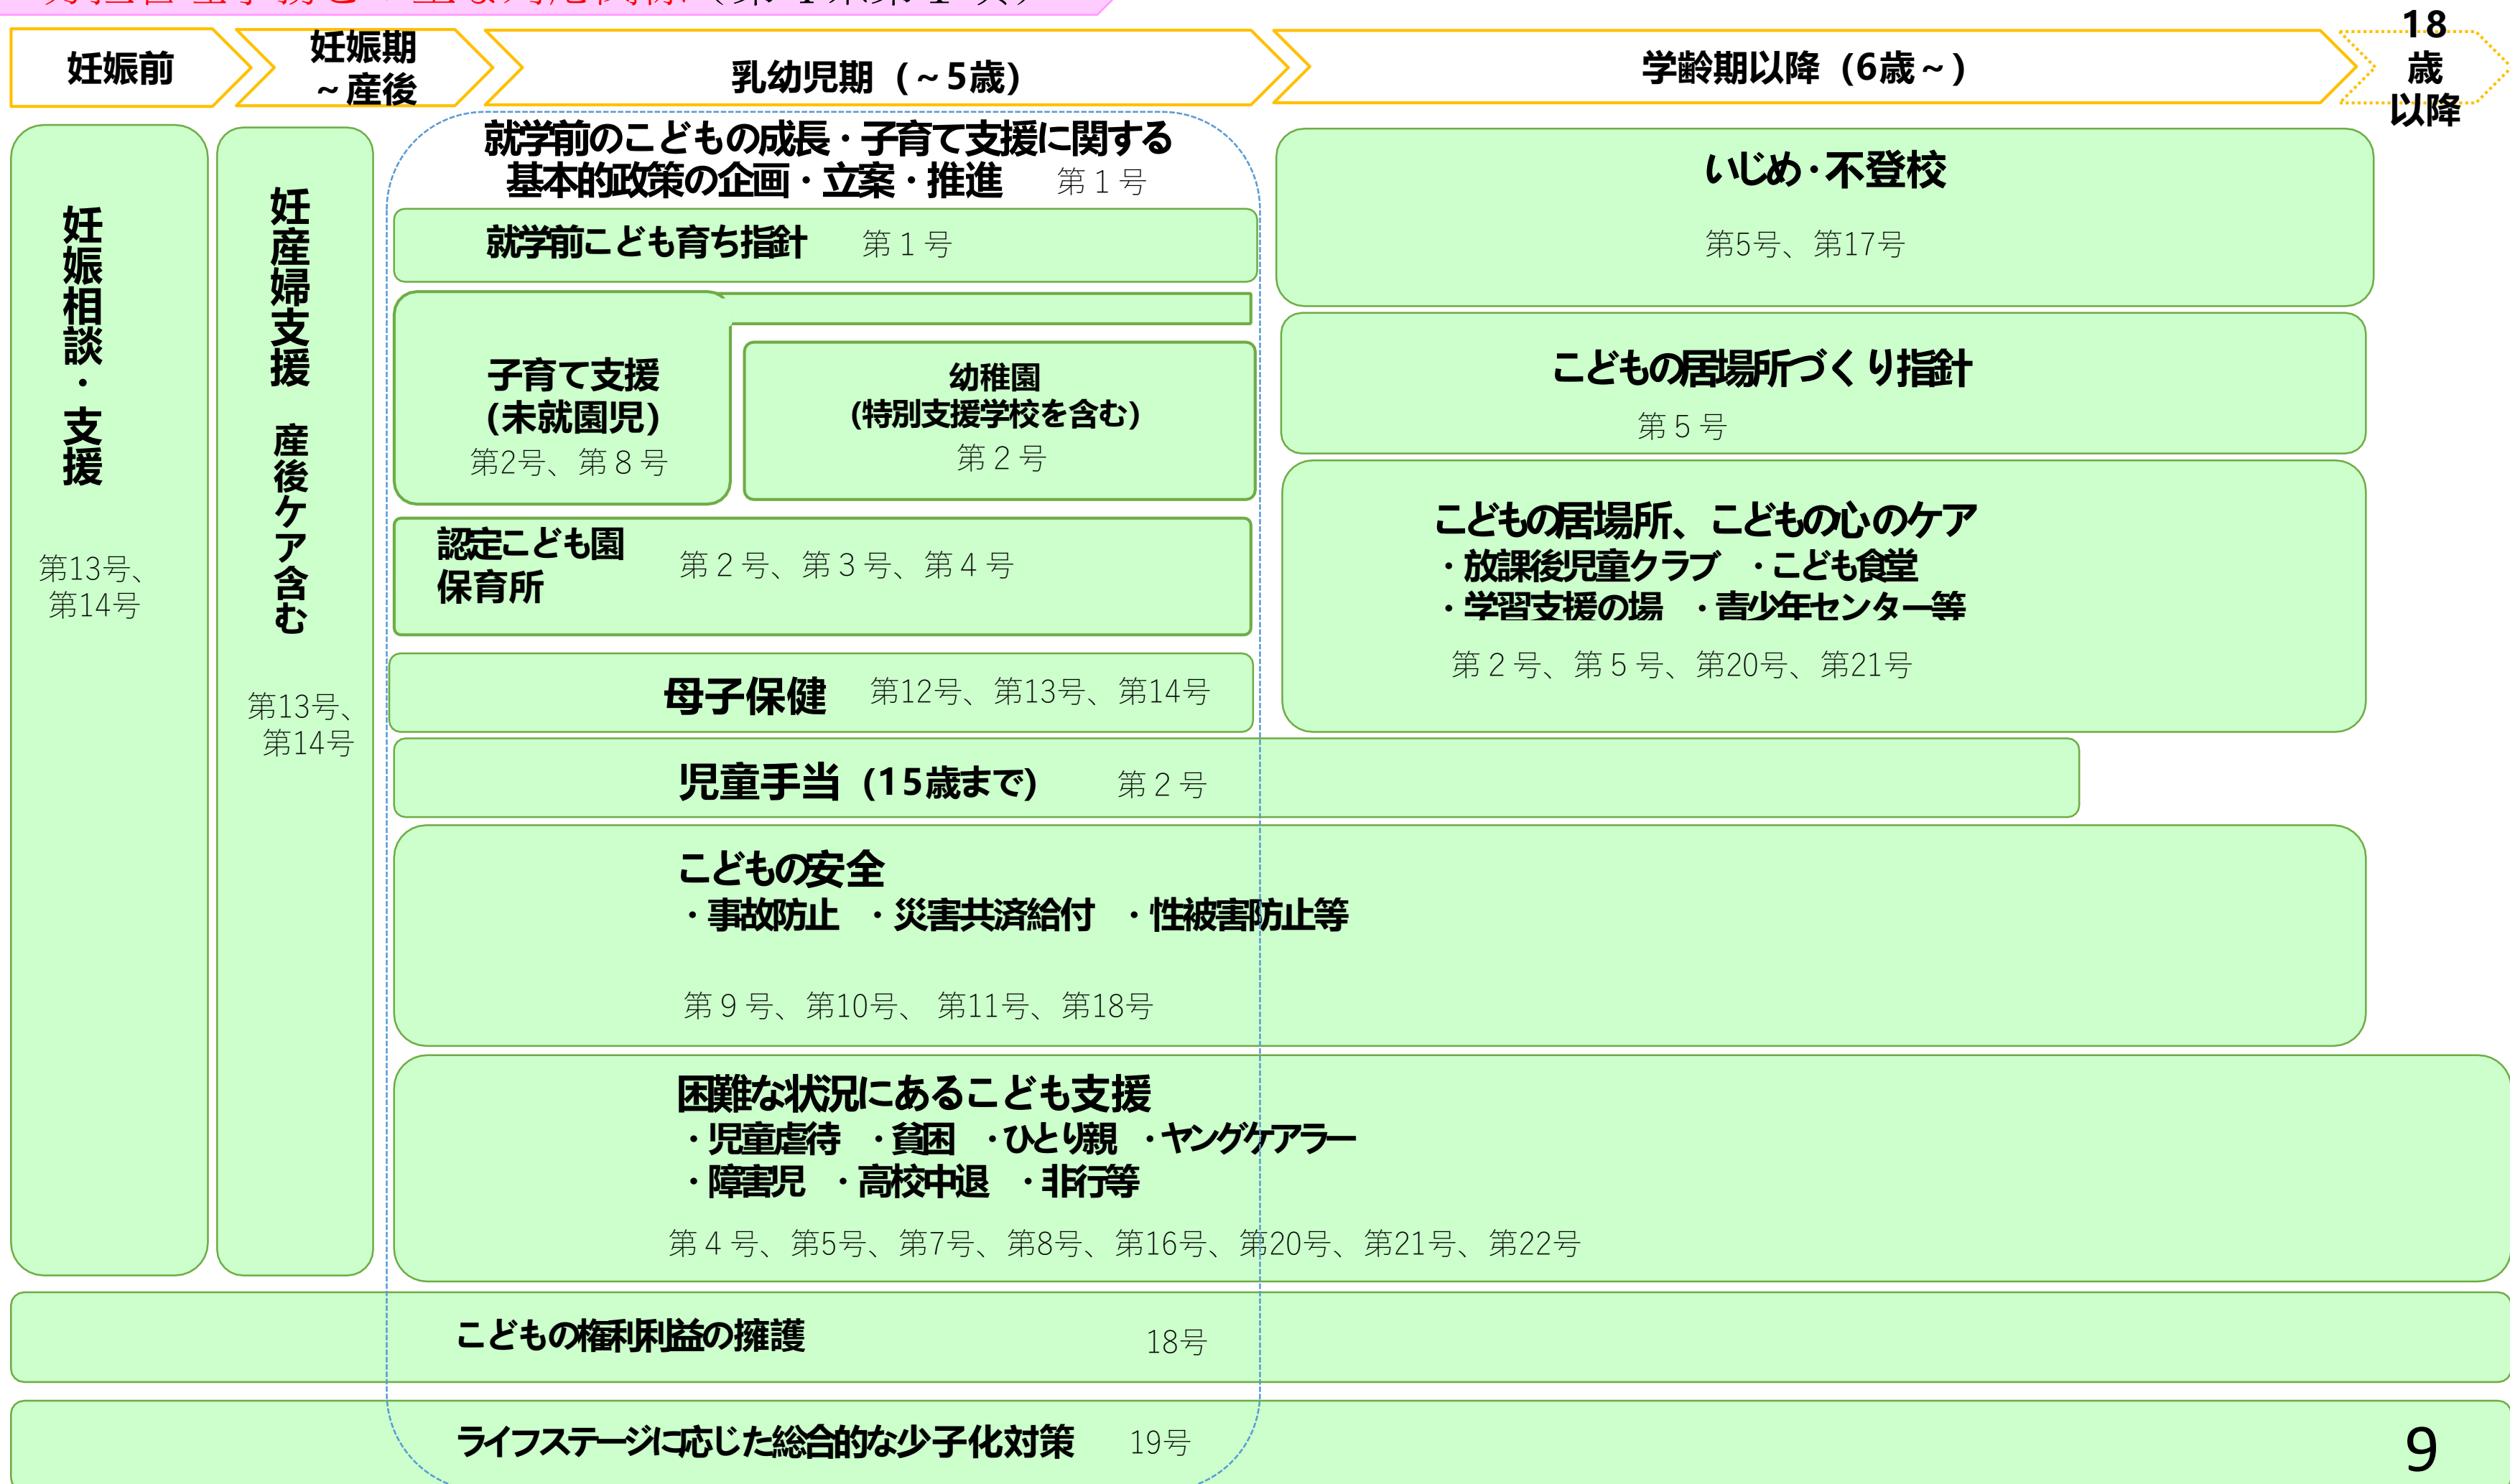 （第４条第１項）
妊娠前
妊娠期
～産後
乳幼児期（～5歳）
学齢期以降（6歳～）
18
歳
以降
妊娠相談・支援
第13号、
第14号
妊産婦支援　産後ケア含む
第13号、
第14号
就学前のこどもの成長・子育て支援に関する
基本的政策の企画・立案・推進　第１号
就学前こども育ち指針　第１号
子育て支援
(未就園児)
第2号、第８号
幼稚園
(特別支援学校を含む)
第２号
認定こども園
保育所
第２号、第３号、第４号
母子保健　第12号、第13号、第14号
いじめ・不登校
第5号、第17号
こどもの居場所づくり指針
第５号
こどもの居場所、こどもの心のケア
・放課後児童クラブ　・こども食堂
・学習支援の場　・青少年センター等
第２号、第５号、第20号、第21号
児童手当（15歳まで）　第２号
こどもの安全
・事故防止　・災害共済給付　・性被害防止等
第９号、第10号、第11号、第18号
困難な状況にあるこども支援
・児童虐待　・貧困　・ひとり親　・ヤングケアラー
・障害児　・高校中退　・非行等
第４号、第5号、第7号、第8号、第16号、第20号、第21号、第22号
こどもの権利利益の擁護　18号
ライフステージに応じた総合的な少子化対策　19号
9